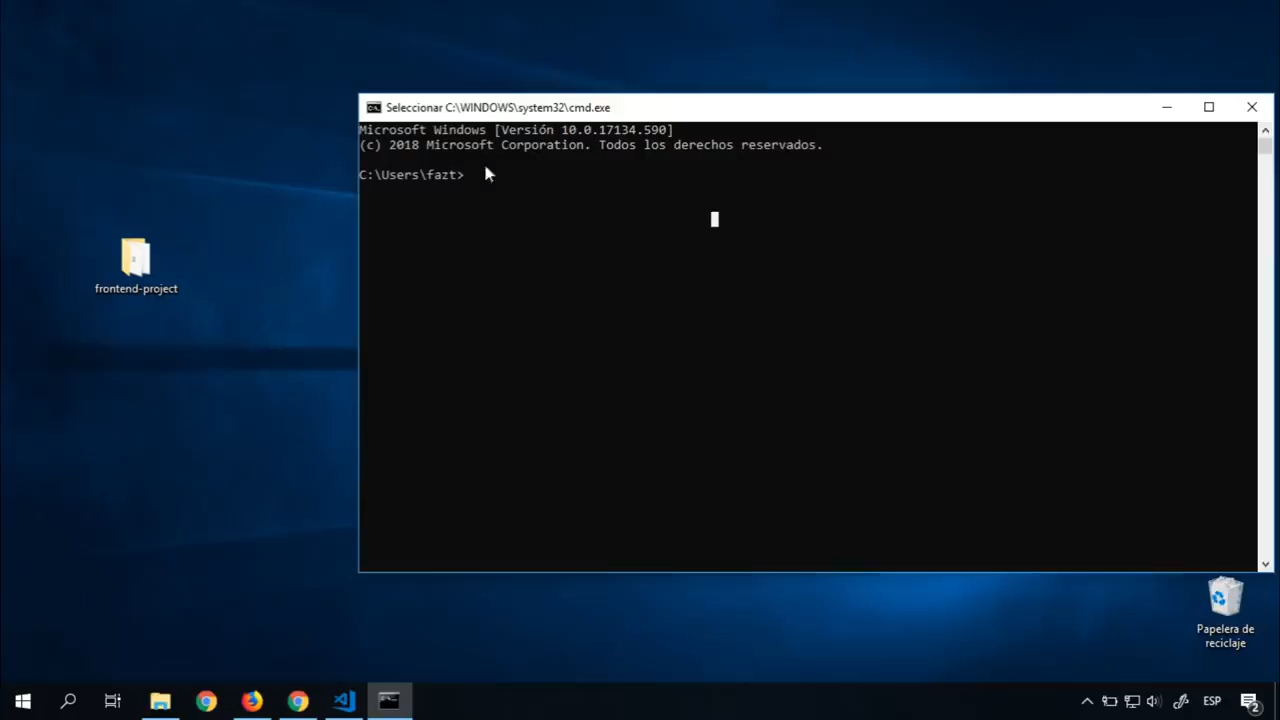 Seleccionar C:\WINDOWS\system32\cmd.exe
Microsoft Windows [Versión 10.0.17134.590]
(c) 2018 Microsoft Corporation. Todos los derechos reservados.
C:\Users\fazt>
frontend-project
Papelera de
reciclaje
ESP
2